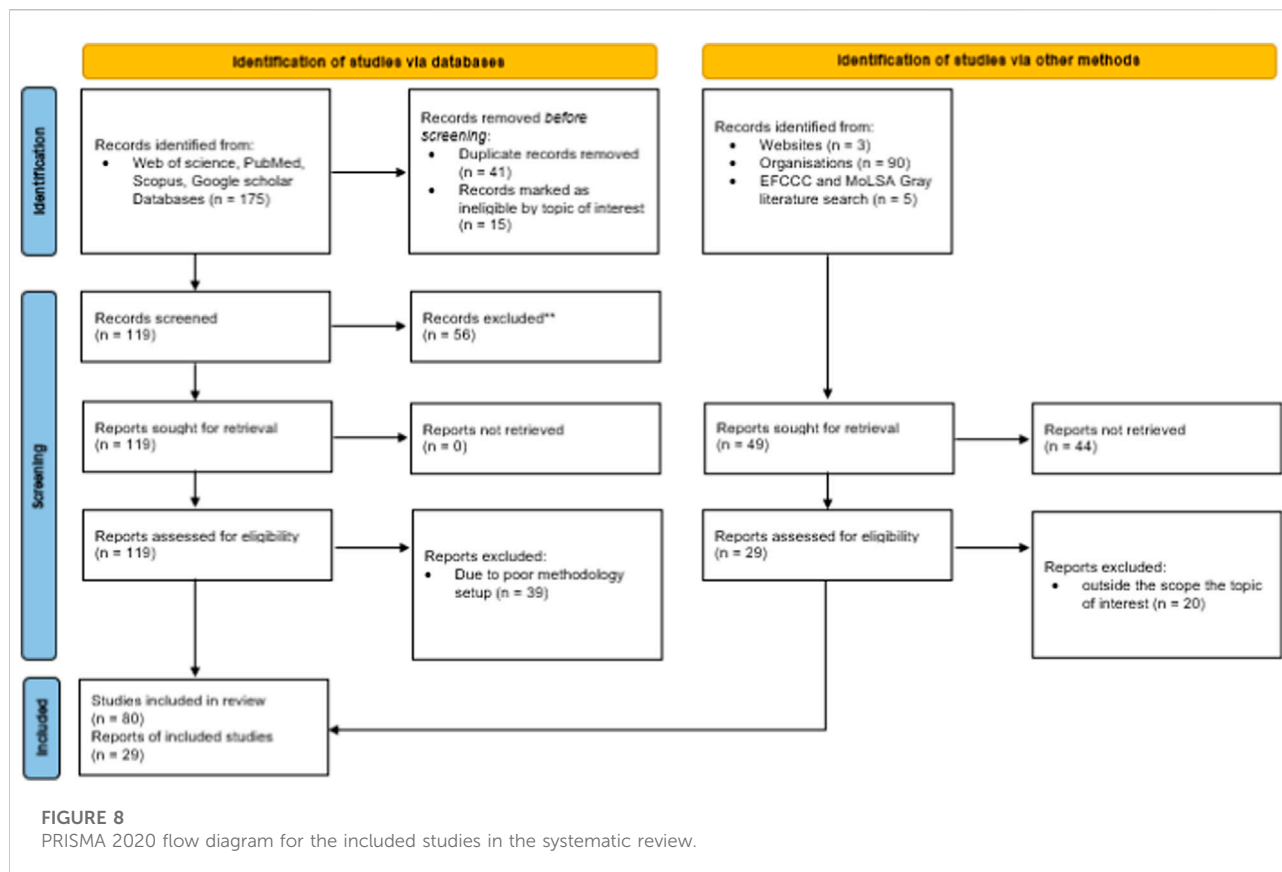 Identification of studies via databases
Identification of studies via other methods
Identification
Records identified from:
• Web of science, PubMed,
Scopus, Google scholar
Databases (n = 175)
Records removed before
screening:
• Duplicate records removed
(n = 41)
• Records marked as
ineligible by topic of interest
(n = 15)
Records identified from:
• Websites (n = 3)
• Organisations (n = 90)
• EFCCC and MoLSA Gray
literature search (n = 5)
Screening
Records screened
(n = 119)
Records excluded**
(n = 56)
Reports sought for retrieval
(n = 119)
Reports not retrieved
(n = 0)
Reports sought for retrieval
(n = 49)
Reports not retrieved
(n = 44)
Reports assessed for eligibility
(n = 119)
Reports excluded:
• Due to poor methodology
setup (n = 39)
Reports assessed for eligibility
(n = 29)
Reports excluded:
• outside the scope the topic
of interest (n = 20)
Included
Studies included in review
(n = 80)
Reports of included studies
(n = 29)
FIGURE 8
PRISMA 2020 flow diagram for the included studies in the systematic review.